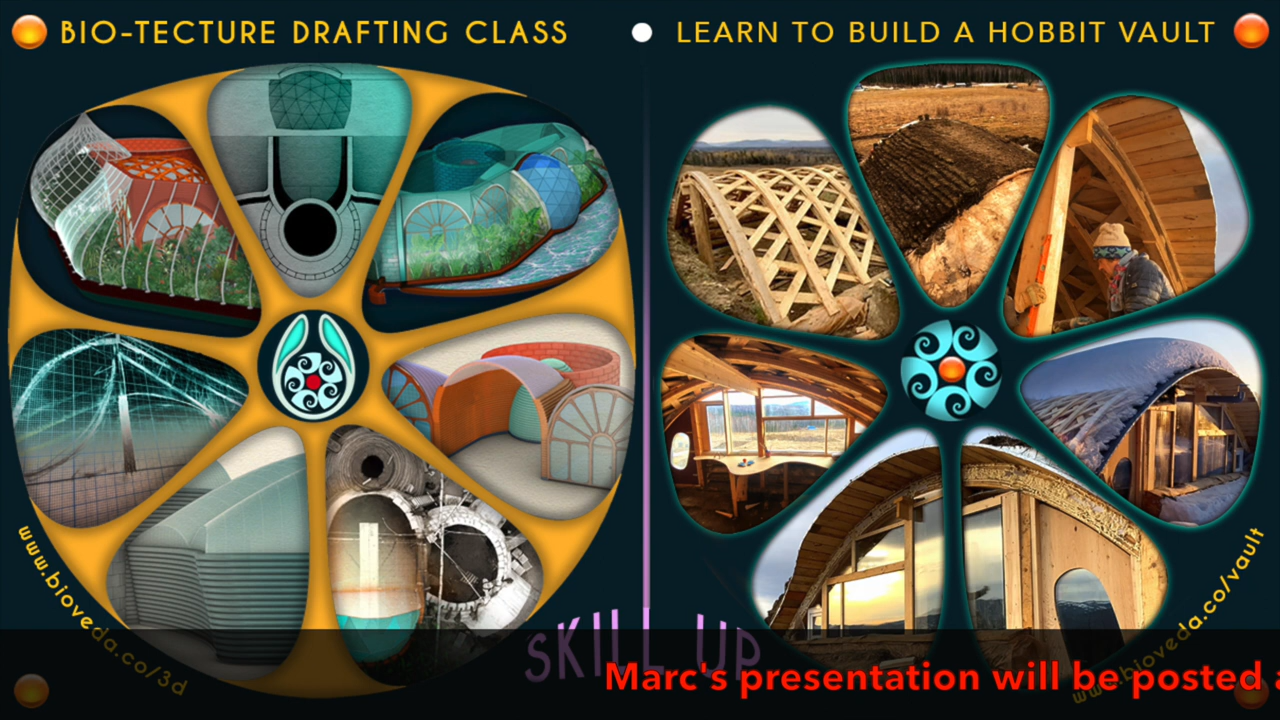 BIO-TECTURE DRAFTING CLASS
LEARN TO BUILD A HOBBIT VAULT
www.bioveda.co/3d
www.bioveda.co/vault
SKILL UP
Marc's presentation will be posted a